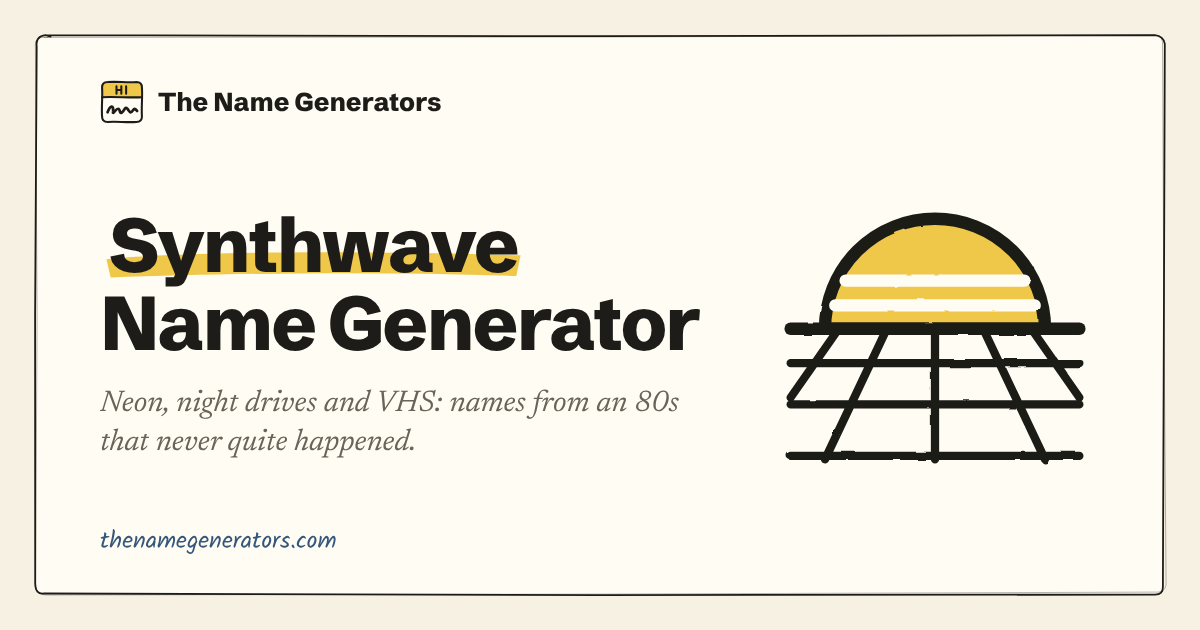 HI
The Name Generators
Synthwave
Name Generator
Neon, night drives and VHS: names from an 80s
that never quite happened.
thenamegenerators.com